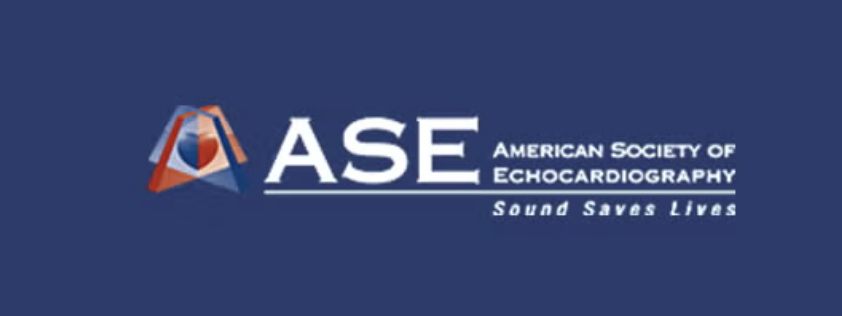 ASE
AMERICAN SOCIETY OF
ECHOCARDIOGRAPHY
Sound Saves Lives